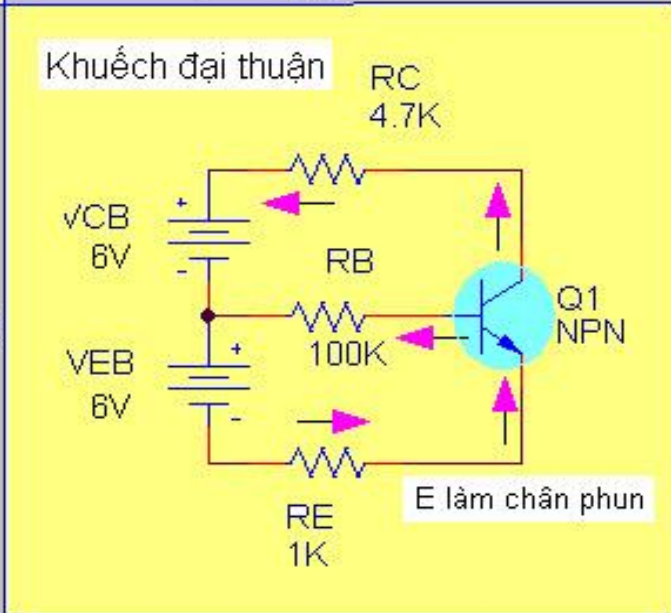 Khuếch đại thuận
RC
4.7K
+
VCB
6V
-
RB
100K
Q1
NPN
+
VEB
6V
-
E làm chân phun
RE
1K